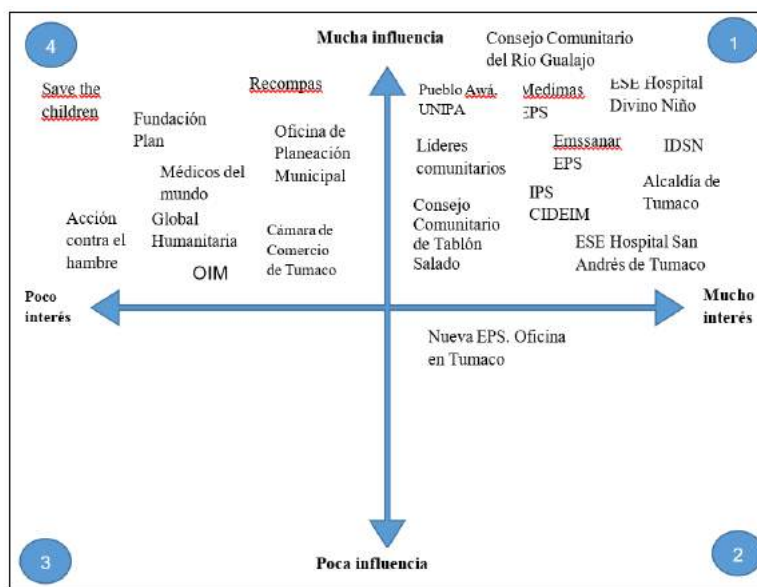 4
Mucha influencia
Consejo Comunitario
del Río Gualajo
1
Save the
children
Recompas
Fundación
Plan
Oficina de
Planeación
Municipal
Médicos del
mundo
Acción
contra el
hambre
Global
Humanitaria
Cámara de
Comercio
de Tumaco
OIM
Pueblo Awá.
UNIPA
Medimas
EPS
ESE Hospital
Divino Niño
Líderes
comunitarios
Emssanar
EPS
IDSN
Alcaldía de
Tumaco
Consejo
Comunitario
de Tablón
Salado
IPS
CIDEIM
ESE Hospital San
Andrés de Tumaco
Poco
interés
Mucho
interés
Nueva EPS. Oficina
en Tumaco
3
Poca influencia
2